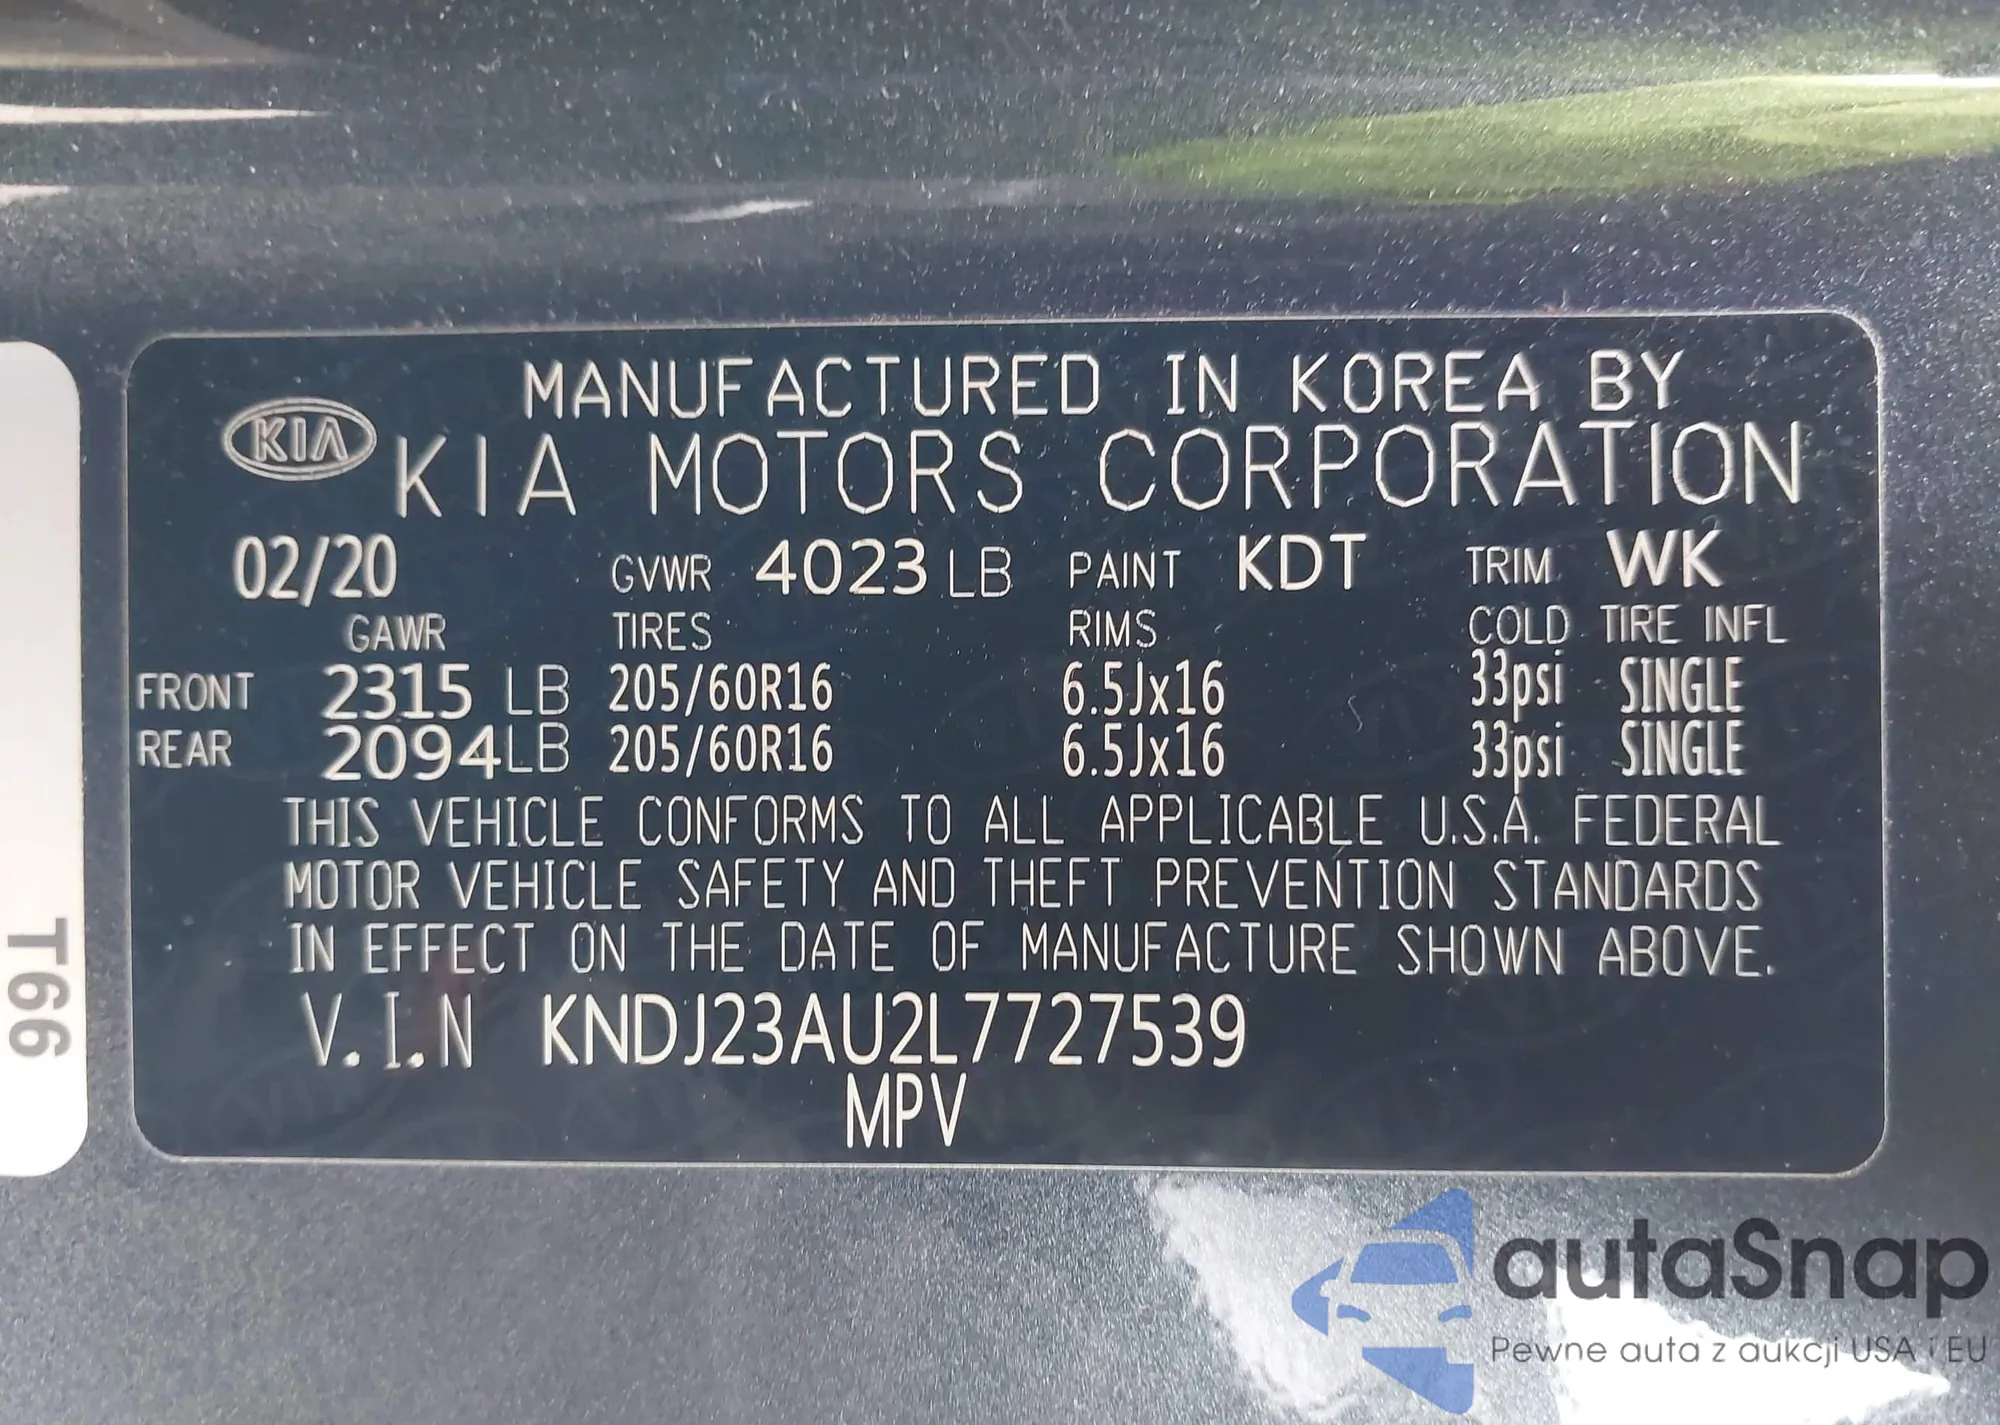 MANUFACTURED IN KOREA BY
KIA KIA MOTORS CORPORATION
02/20 GVWR 4023 LB PAINT KDT TRIM WK
GAWR TIRES RIMS COLD TIRE INFL
FRONT 2315 LB 205/60R16 6.5Jx16 33psi SINGLE
REAR 2094LB 205/60R16 6.5Jx16 33psi SINGLE
THIS VEHICLE CONFORMS TO ALL APPLICABLE U.S.A. FEDERAL
MOTOR VEHICLE SAFETY AND THEFT PREVENTION STANDARDS
IN EFFECT ON THE DATE OF MANUFACTURE SHOWN ABOVE.
V.I.N KNDJ23AU2L7727539
MPV
T66
autaSnap
Pewne auta z aukcji USA i EU